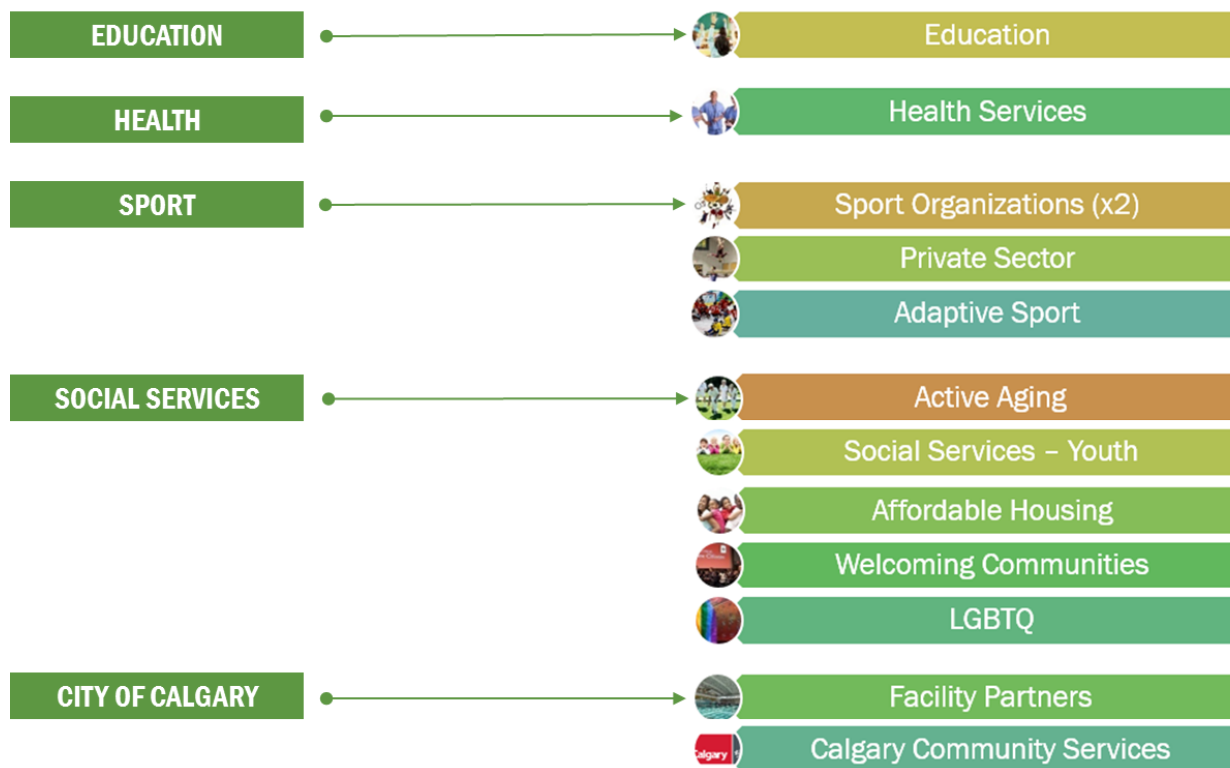 EDUCATION
Education
HEALTH
Health Services
SPORT
Sport Organizations (x2)
Private Sector
Adaptive Sport
SOCIAL SERVICES
Active Aging
Social Services – Youth
Affordable Housing
Welcoming Communities
LGBTQ
CITY OF CALGARY
Facility Partners
Calgary
Calgary Community Services